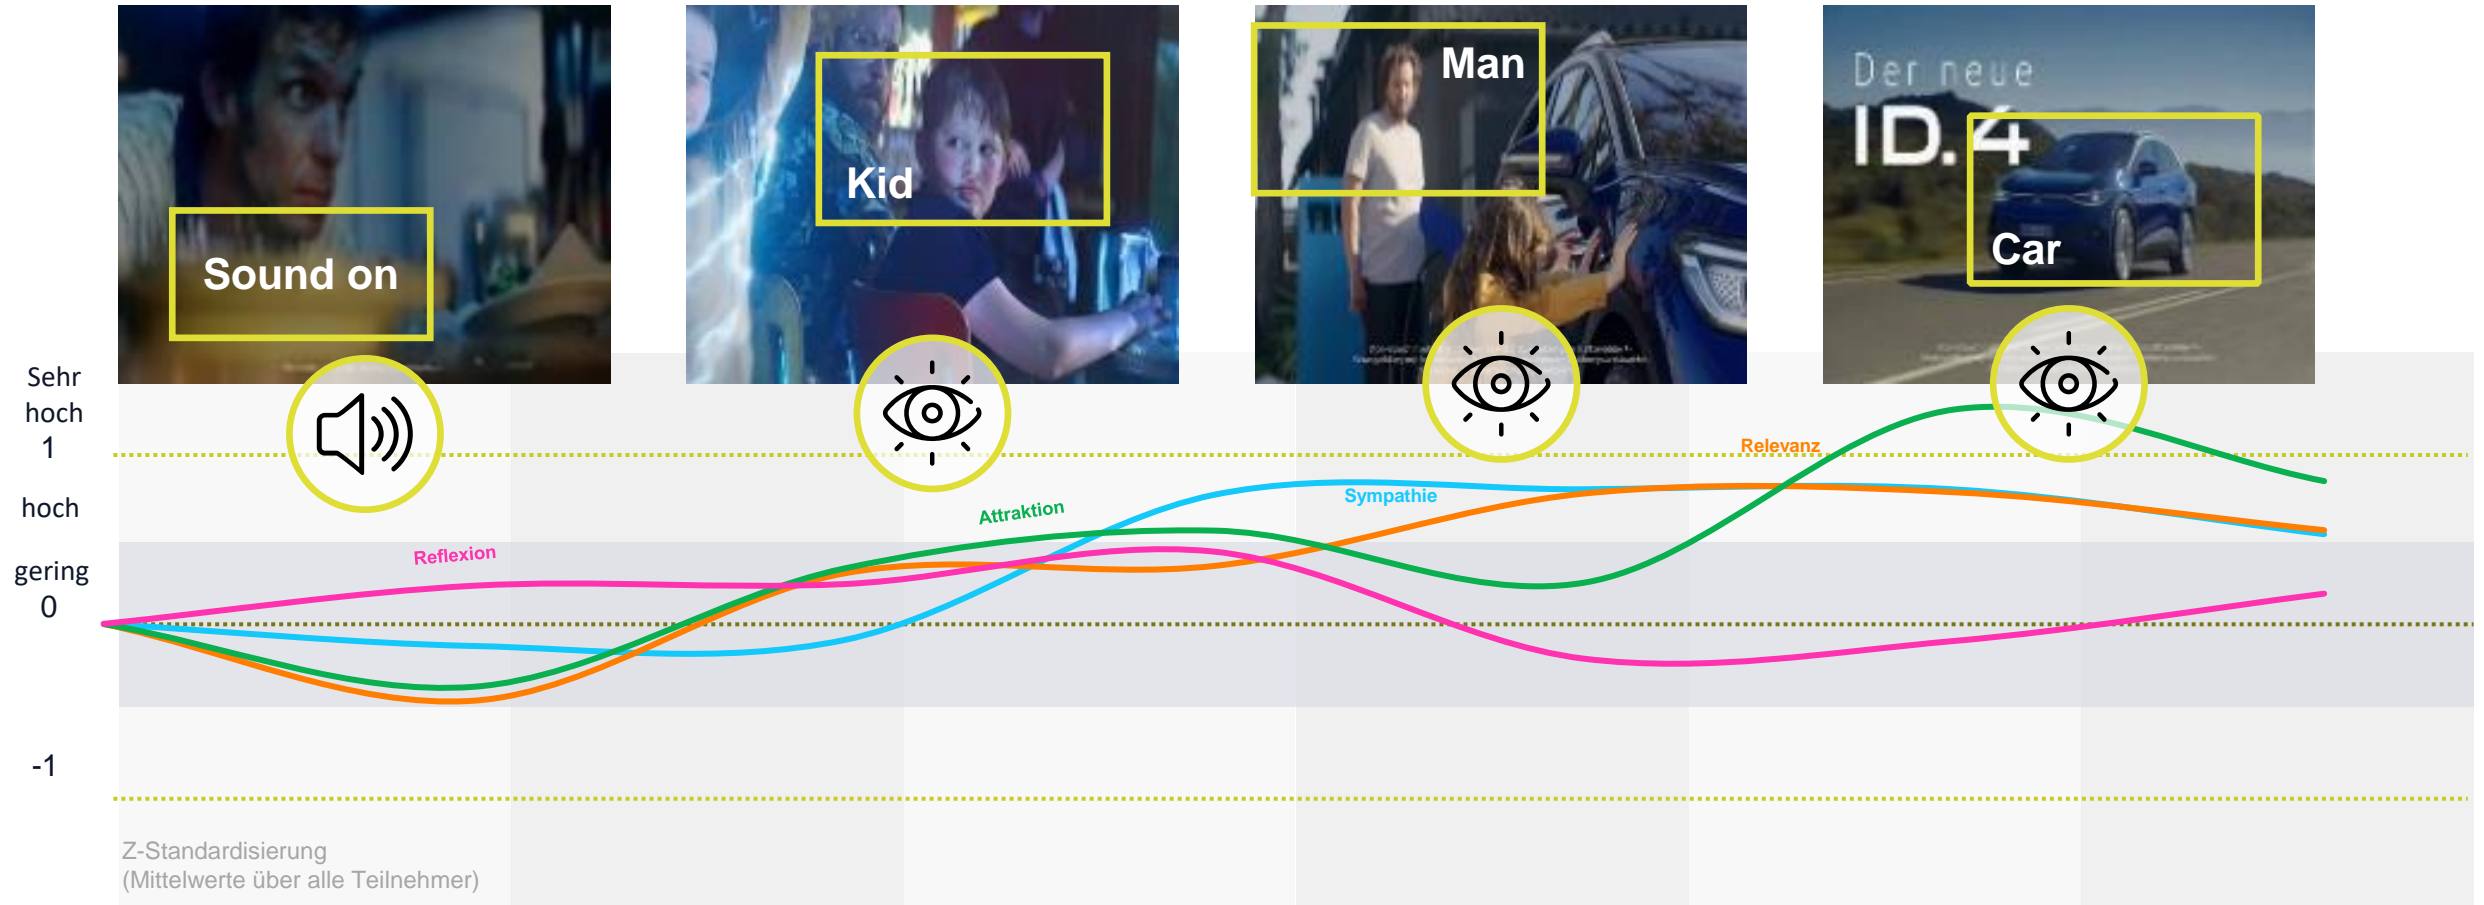 Sound on
Kid
Man
Der neue
ID.4
Car
Sehr
hoch
1
hoch
gering
0
-1
Reflexion
Attraktion
Sympathie
Relevanz
Z-Standardisierung
(Mittelwerte über alle Teilnehmer)